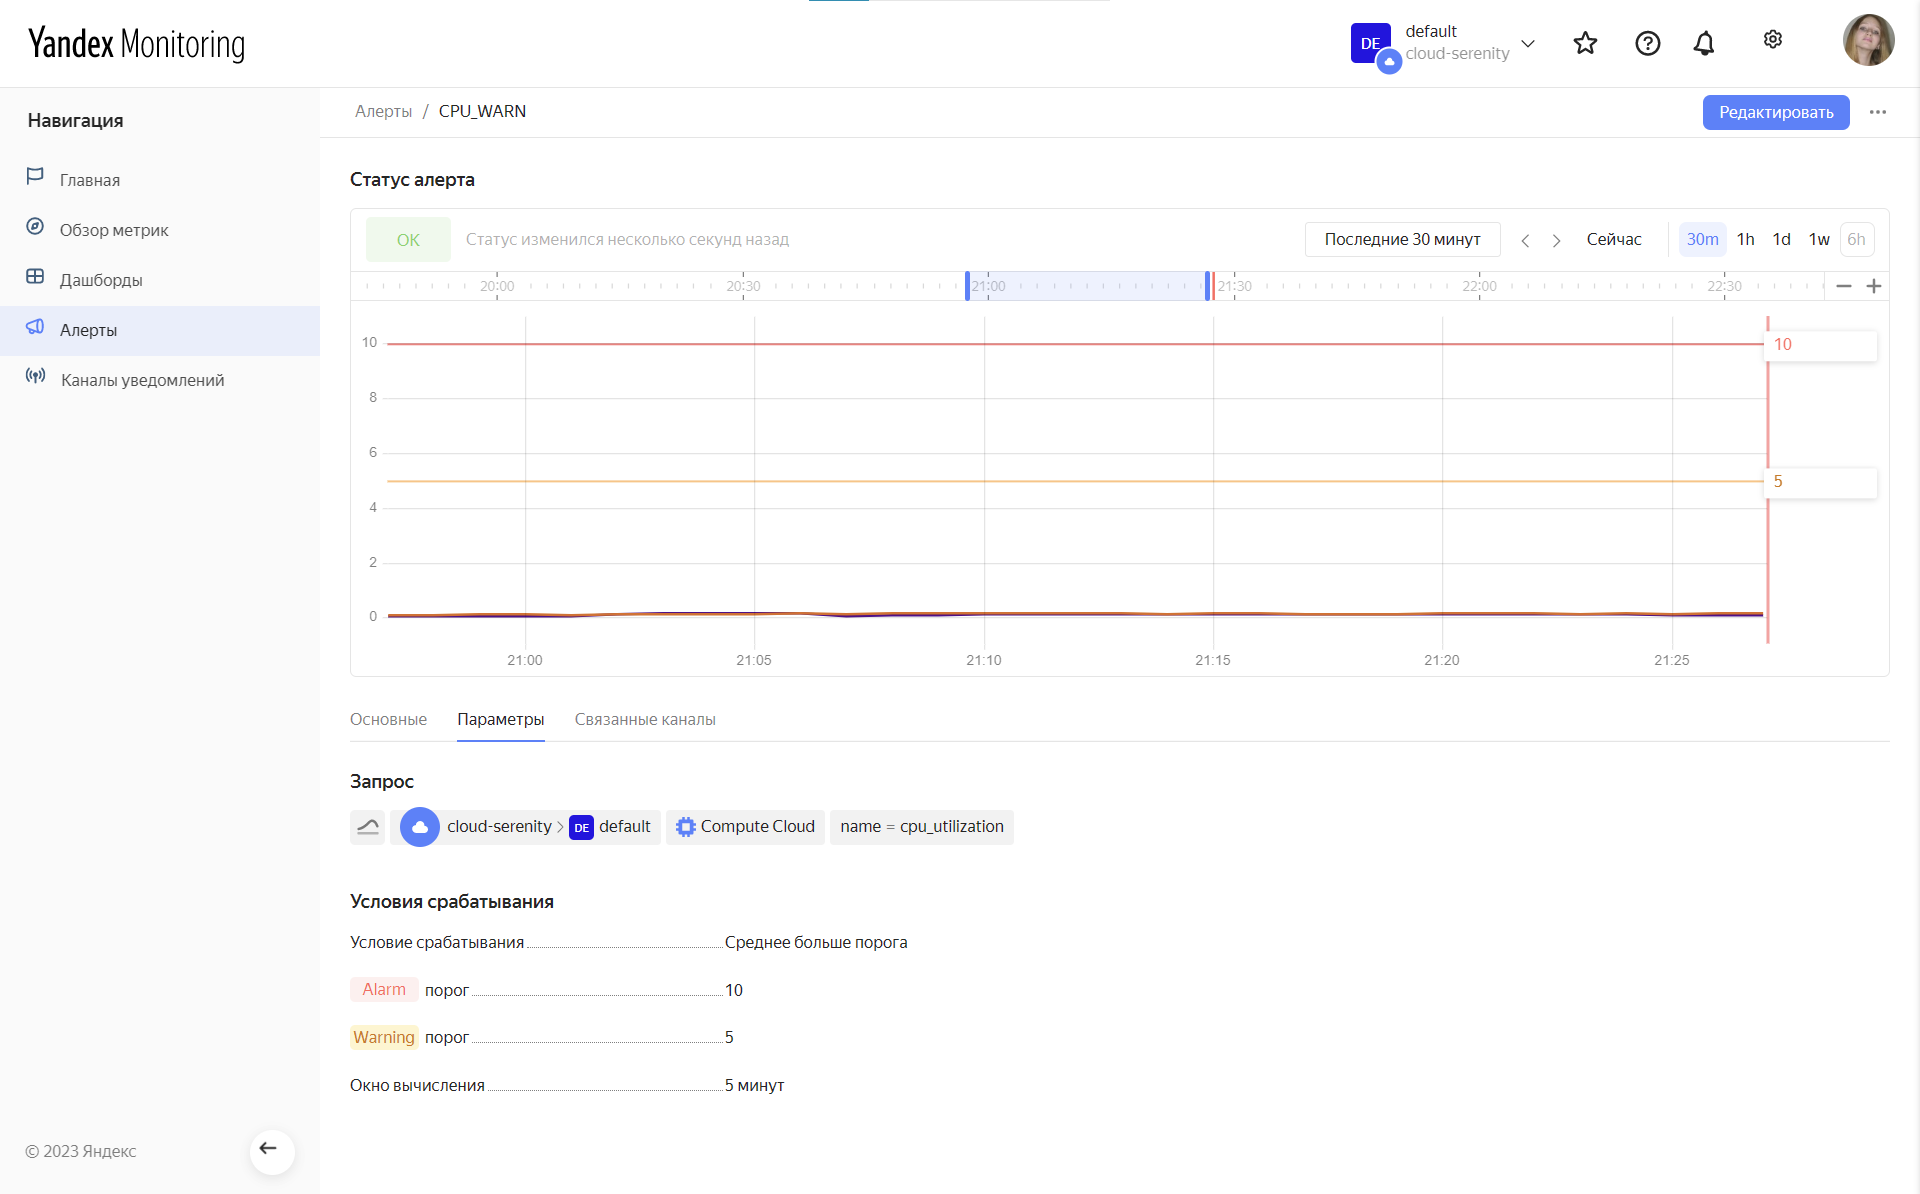 Yandex Monitoring
DE
default
cloud-serenity
Навигация
Главная
Обзор метрик
Дашборды
Алерты
Каналы уведомлений
© 2023 Яндекс
Алерты / CPU_WARN
Редактировать
Статус алерта
OK
Статус изменился несколько секунд назад
Последние 30 минут
Сейчас
30m 1h 1d 1w 6h
20:00 20:30 21:00 21:30 22:00 22:30
10
8
6
4
2
0
10
5
21:00 21:05 21:10 21:15 21:20 21:25
Основные Параметры Связанные каналы
Запрос
cloud-serenity > DE default Compute Cloud name = cpu_utilization
Условия срабатывания
Условие срабатывания Среднее больше порога
Alarm порог 10
Warning порог 5
Окно вычисления 5 минут